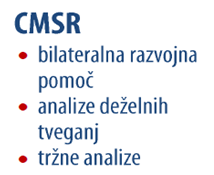 CMSR
• bilateralna razvojna
pomoč
• analize deželnih
tveganj
• tržne analize